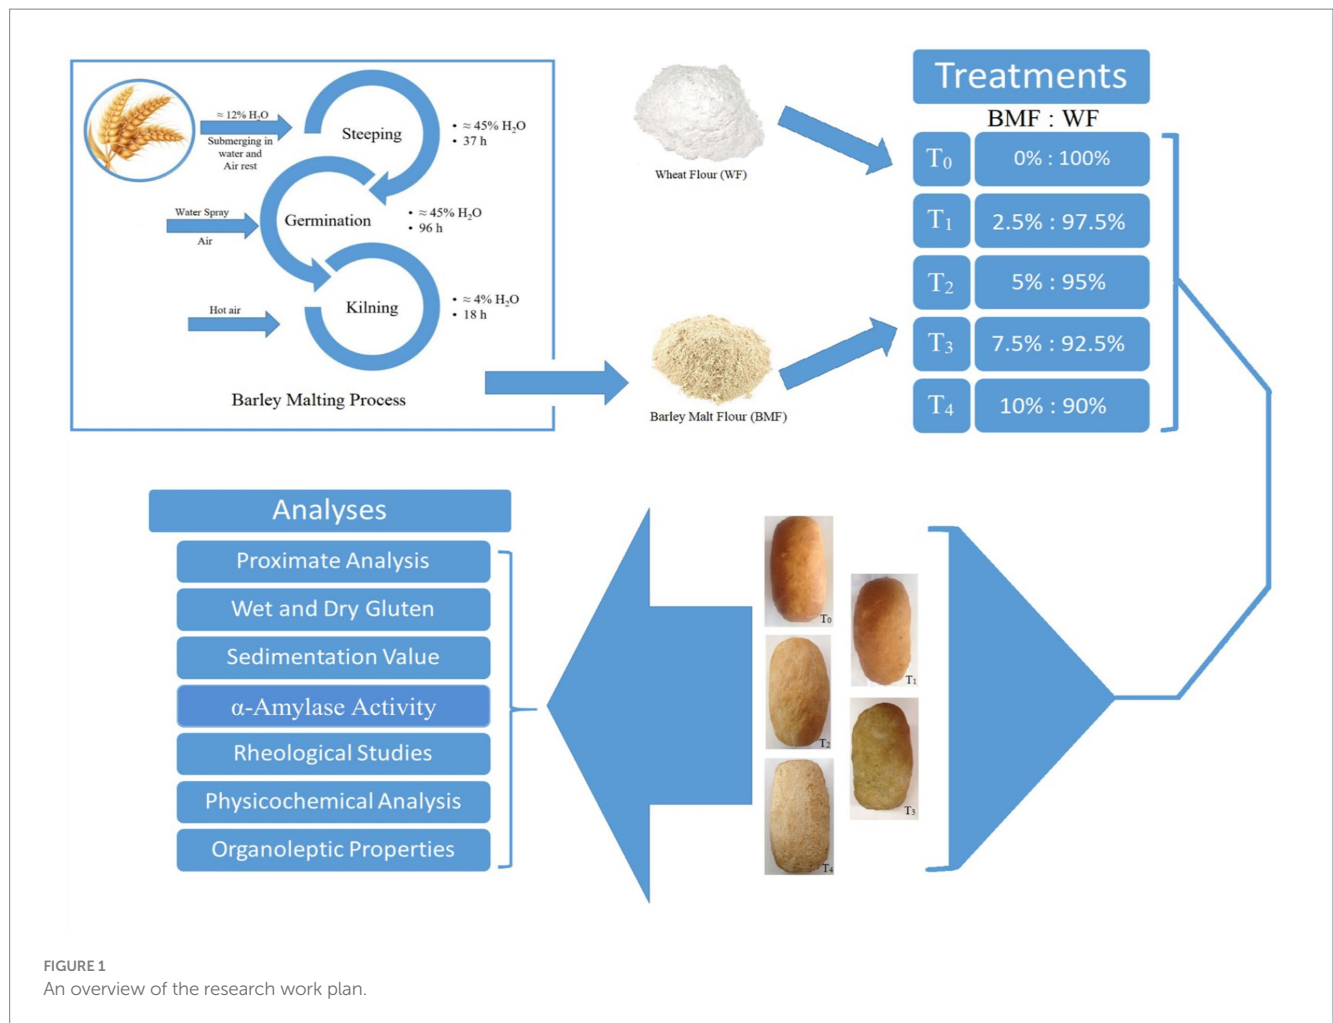 ≈ 12% H₂O
Submerging in
water and
Air rest
Steeping
• ≈ 45% H₂O
• 37 h
Water Spray
Air
Germination
• ≈ 45% H₂O
• 96 h
Hot air
Kilning
• ≈ 4% H₂O
• 18 h
Barley Malting Process
Wheat Flour (WF)
Barley Malt Flour (BMF)
Treatments
BMF : WF
T₀ 0% : 100%
T₁ 2.5% : 97.5%
T₂ 5% : 95%
T₃ 7.5% : 92.5%
T₄ 10% : 90%
Analyses
Proximate Analysis
Wet and Dry Gluten
Sedimentation Value
α-Amylase Activity
Rheological Studies
Physicochemical Analysis
Organoleptic Properties
T₀
T₁
T₂
T₃
T₄
FIGURE 1
An overview of the research work plan.